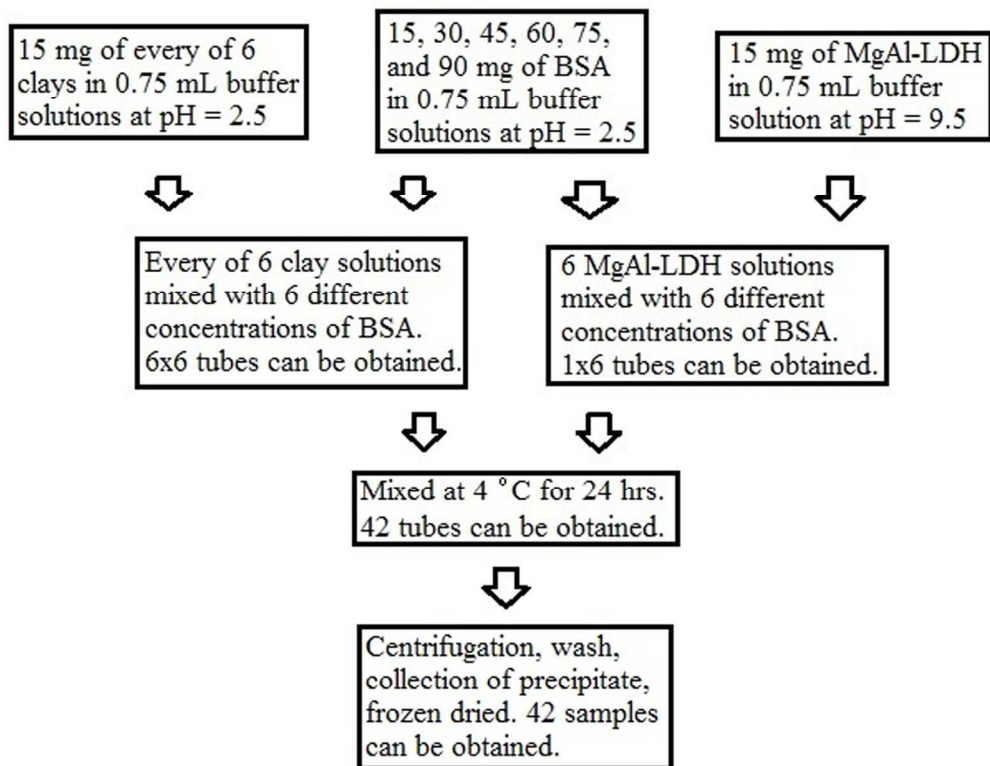 15 mg of every of 6
clays in 0.75 mL buffer
solutions at pH = 2.5
15, 30, 45, 60, 75,
and 90 mg of BSA
in 0.75 mL buffer
solutions at pH = 2.5
15 mg of MgAl-LDH
in 0.75 mL buffer
solution at pH = 9.5
Every of 6 clay solutions
mixed with 6 different
concentrations of BSA.
6x6 tubes can be obtained.
6 MgAl-LDH solutions
mixed with 6 different
concentrations of BSA.
1x6 tubes can be obtained.
Mixed at 4 °C for 24 hrs.
42 tubes can be obtained.
Centrifugation, wash,
collection of precipitate,
frozen dried. 42 samples
can be obtained.